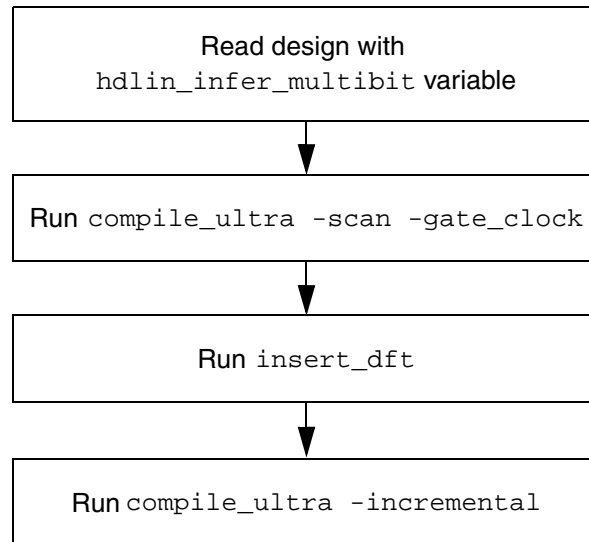 Read design with
hdlin_infer_multibit variable
Run compile_ultra -scan -gate_clock
Run insert_dft
Run compile_ultra -incremental